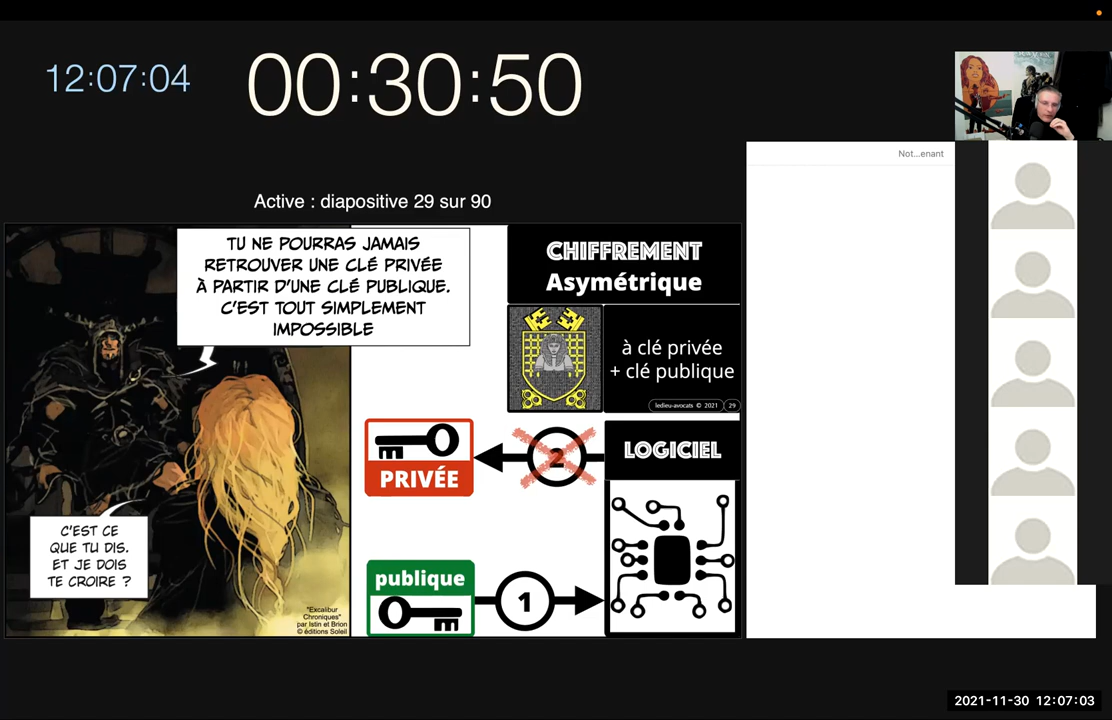 12:07:04
00:30:50
Not...enant
Active : diapositive 29 sur 90
TU NE POURRAS JAMAIS
RETROUVER UNE CLÉ PRIVÉE
À PARTIR D'UNE CLÉ PUBLIQUE.
C'EST TOUT SIMPLEMENT
IMPOSSIBLE
CHIFFREMENT
Asymétrique
à clé privée
+ clé publique
ledieu-avocats © 2021
29
PRIVÉE
2
LOGICIEL
C'EST CE
QUE TU DIS.
ET JE DOIS
TE CROIRE ?
publique
1
"Excalibur
Chroniques"
par Istin et Brion
© éditions Soleil
2021-11-30 12:07:03